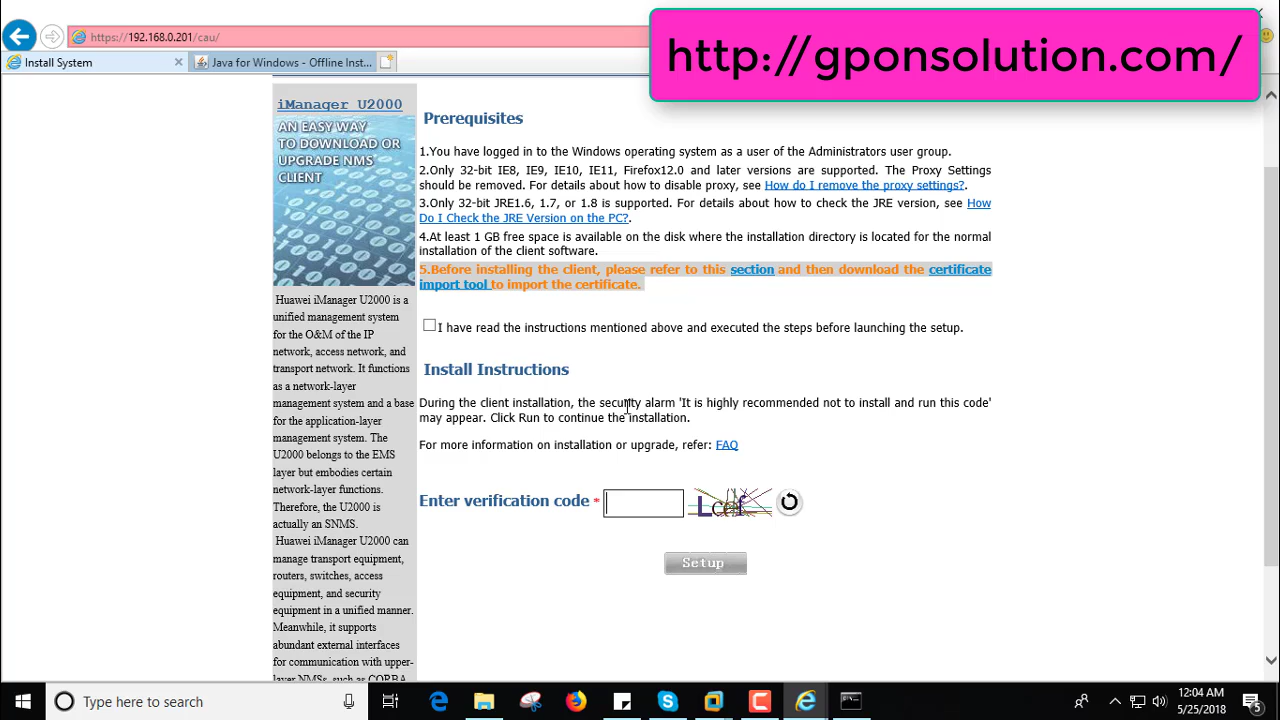 http://gponsolution.com/
https://192.168.0.201/cau/
Install System
Java for Windows - Offline Inst...
iManager U2000
AN EASY WAY
TO DOWNLOAD OR
UPGRADE NMS
CLIENT
Huawei iManager U2000 is a
unified management system
for the O&M of the IP
network, access network, and
transport network. It functions
as a network-layer
management system and a base
for the application-layer
management system. The
U2000 belongs to the EMS
layer but embodies certain
network-layer functions.
Therefore, the U2000 is
actually an SNMS.
Huawei iManager U2000 can
manage transport equipment,
routers, switches, access
equipment, and security
equipment in a unified manner.
Meanwhile, it supports
abundant external interfaces
for communication with upper-
layer NMSs, such as CORBA
Prerequisites
1.You have logged in to the Windows operating system as a user of the Administrators user group.
2.Only 32-bit IE8, IE9, IE10, IE11, Firefox12.0 and later versions are supported. The Proxy Settings
should be removed. For details about how to disable proxy, see How do I remove the proxy settings?.
3.Only 32-bit JRE1.6, 1.7, or 1.8 is supported. For details about how to check the JRE version, see How
Do I Check the JRE Version on the PC?.
4.At least 1 GB free space is available on the disk where the installation directory is located for the normal
installation of the client software.
5.Before installing the client, please refer to this section and then download the certificate
import tool to import the certificate.
I have read the instructions mentioned above and executed the steps before launching the setup.
Install Instructions
During the client installation, the security alarm 'It is highly recommended not to install and run this code'
may appear. Click Run to continue the installation.
For more information on installation or upgrade, refer: FAQ
Enter verification code *
Setup
Type here to search
12:04 AM
5/25/2018
5